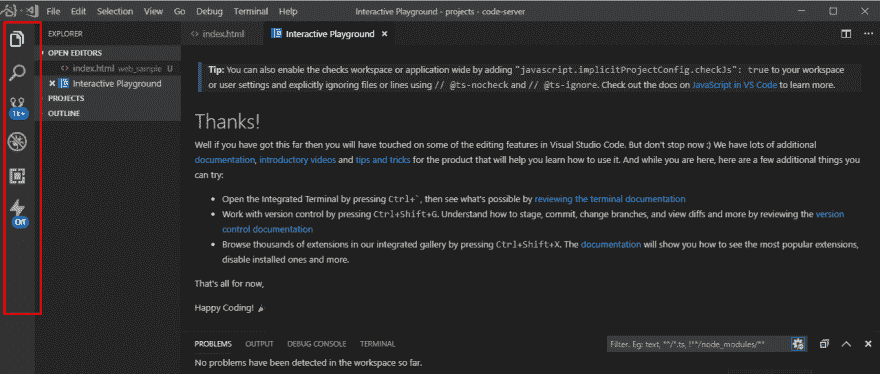 File Edit Selection View Go Debug Terminal Help Interactive Playground - projects - code-server
EXPLORER
OPEN EDITORS
index.html web_sample U
Interactive Playground
PROJECTS
OUTLINE
1k+
Off
index.html Interactive Playground
Tip: You can also enable the checks workspace or application wide by adding "javascript.implicitProjectConfig.checkJs": true to your workspace
or user settings and explicitly ignoring files or lines using // @ts-nocheck and // @ts-ignore. Check out the docs on JavaScript in VS Code to learn more.
Thanks!
Well if you have got this far then you will have touched on some of the editing features in Visual Studio Code. But don't stop now :) We have lots of additional
documentation, introductory videos and tips and tricks for the product that will help you learn how to use it. And while you are here, here are a few additional things you
can try:
• Open the Integrated Terminal by pressing Ctrl+`, then see what's possible by reviewing the terminal documentation
• Work with version control by pressing Ctrl+Shift+G. Understand how to stage, commit, change branches, and view diffs and more by reviewing the version
control documentation
• Browse thousands of extensions in our integrated gallery by pressing Ctrl+Shift+X. The documentation will show you how to see the most popular extensions,
disable installed ones and more.
That's all for now,
Happy Coding! 🎉
PROBLEMS OUTPUT DEBUG CONSOLE TERMINAL Filter. Eg: text, **/*.ts, !**/node_modules/**
No problems have been detected in the workspace so far.